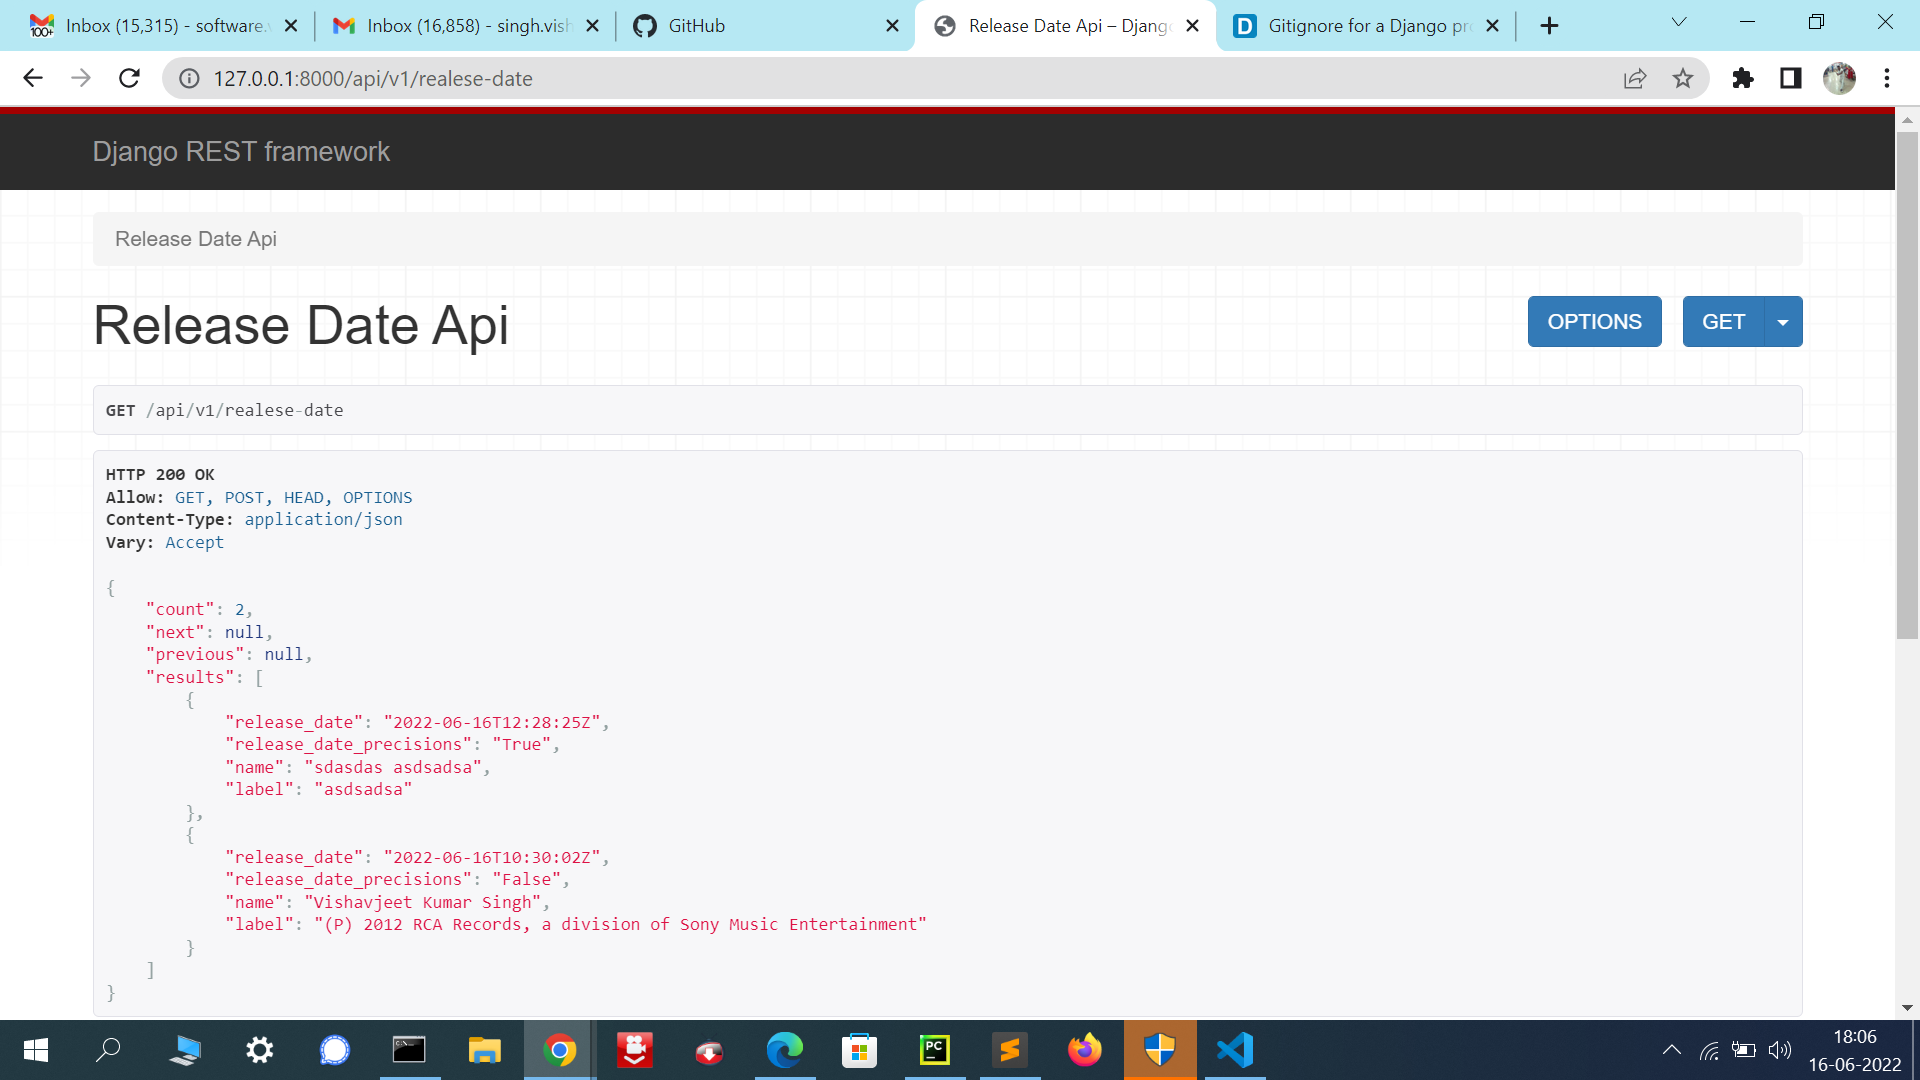 Inbox (15,315) - software.v
Inbox (16,858) - singh.vish
GitHub
Release Date Api – Django
Gitignore for a Django pro
127.0.0.1:8000/api/v1/realese-date
Django REST framework
Release Date Api
Release Date Api
OPTIONS
GET
GET /api/v1/realese-date
HTTP 200 OK
Allow: GET, POST, HEAD, OPTIONS
Content-Type: application/json
Vary: Accept
{
    "count": 2,
    "next": null,
    "previous": null,
    "results": [
        {
            "release_date": "2022-06-16T12:28:25Z",
            "release_date_precisions": "True",
            "name": "sdasdas asdsadsa",
            "label": "asdsadsa"
        },
        {
            "release_date": "2022-06-16T10:30:02Z",
            "release_date_precisions": "False",
            "name": "Vishavjeet Kumar Singh",
            "label": "(P) 2012 RCA Records, a division of Sony Music Entertainment"
        }
    ]
}
18:06
16-06-2022